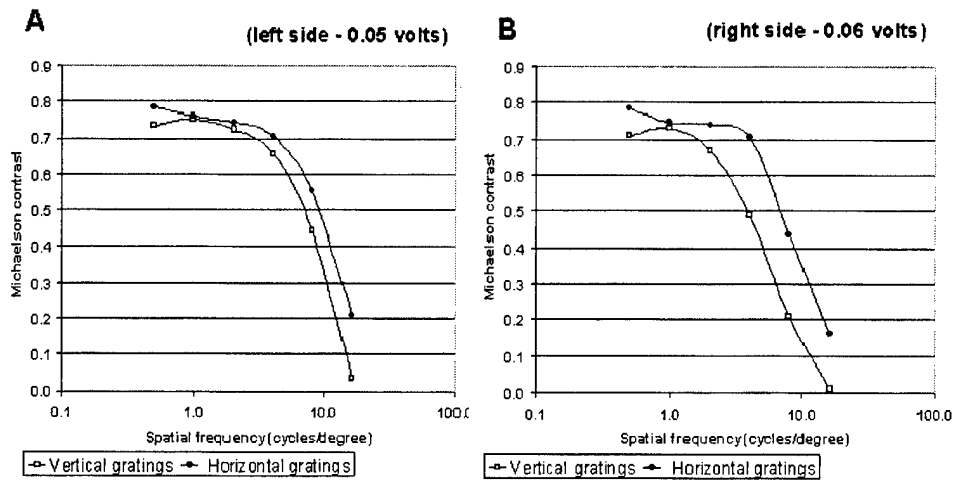 A
(left side - 0.05 volts)
0.9
0.8
0.7
0.6
0.5
0.4
0.3
0.2
0.1
0.0
Michaelson contrast
0.1
1.0
10.0
100.0
Spatial frequency (cycles/degree)
Vertical gratings Horizontal gratings
B
(right side - 0.06 volts)
0.9
0.8
0.7
0.6
0.5
0.4
0.3
0.2
0.1
0.0
Michaelson contrast
0.1
1.0
10.0
100.0
Spatial frequency (cycles/degree)
Vertical gratings Horizontal gratings